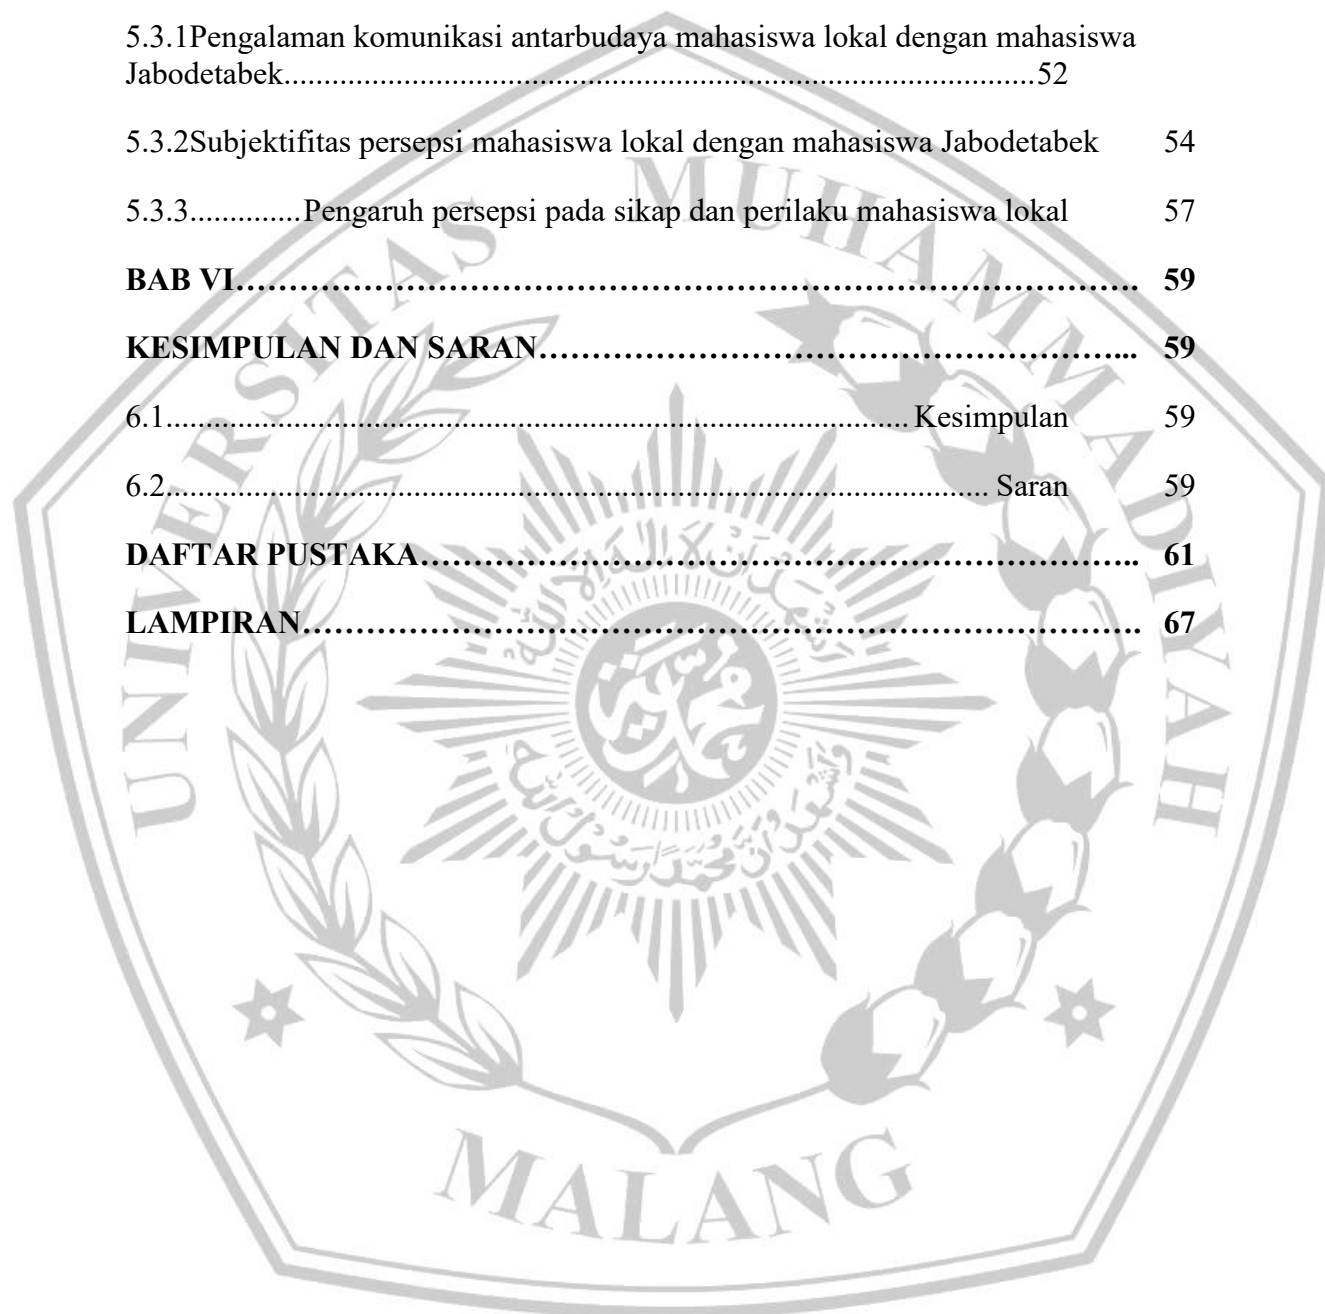 5.3.1Pengalaman komunikasi antarbudaya mahasiswa lokal dengan mahasiswa
Jabodetabek..............................................................................................52
5.3.2Subjektifitas persepsi mahasiswa lokal dengan mahasiswa Jabodetabek 54
5.3.3..............Pengaruh persepsi pada sikap dan perilaku mahasiswa lokal 57
BAB VI……………………………………………………………………………. 59
KESIMPULAN DAN SARAN…………………………………………………... 59
6.1............................................................................................. Kesimpulan 59
6.2....................................................................................................... Saran 59
DAFTAR PUSTAKA…………………………………………………………….. 61
LAMPIRAN………………………………………………………………………. 67
UNIVERSITAS MUHAMMADIYAH
MALANG